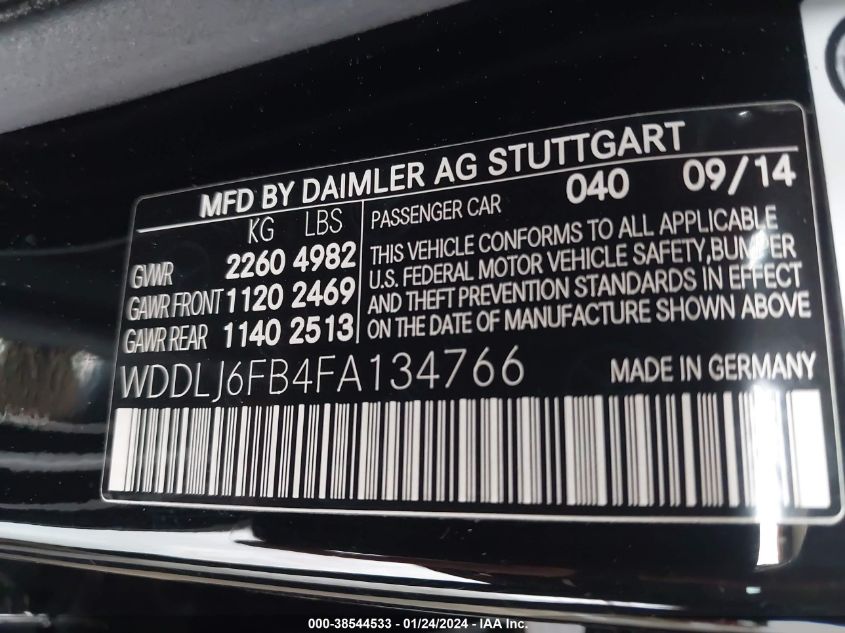 MFD BY DAIMLER AG STUTTGART
KG LBS
GVWR 2260 4982
GAWR FRONT 1120 2469
GAWR REAR 1140 2513
PASSENGER CAR 040 09/14
THIS VEHICLE CONFORMS TO ALL APPLICABLE
U.S. FEDERAL MOTOR VEHICLE SAFETY,BUMPER
AND THEFT PREVENTION STANDARDS IN EFFECT
ON THE DATE OF MANUFACTURE SHOWN ABOVE
WDDLJ6FB4FA134766 MADE IN GERMANY
000-38544533 - 01/24/2024 - IAA Inc.